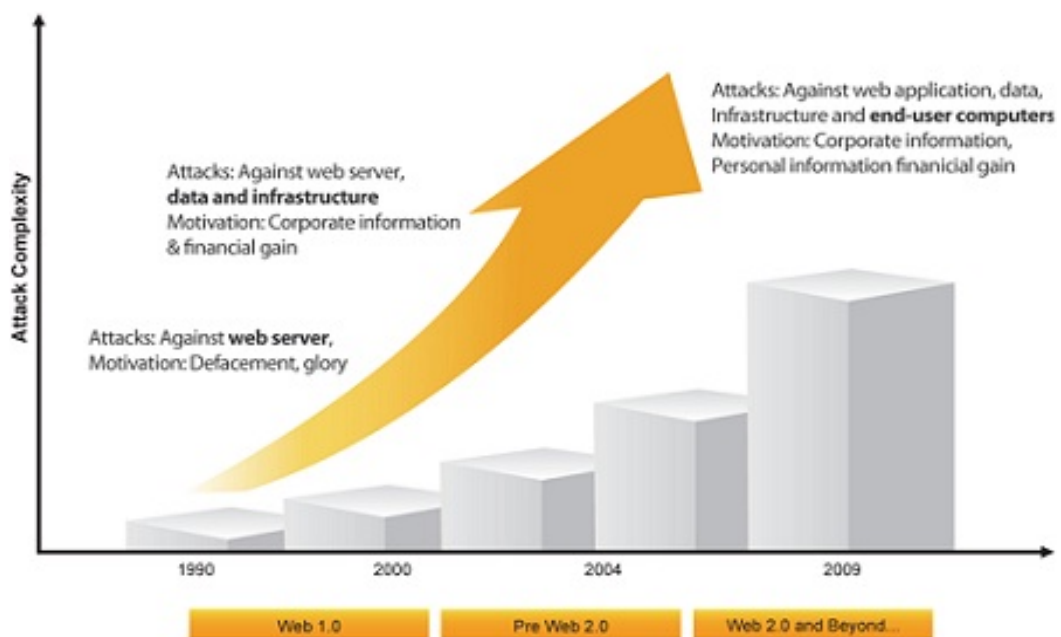 Attack Complexity
Attacks: Against web server,
Motivation: Defacement, glory
Attacks: Against web server,
data and infrastructure
Motivation: Corporate information
& financial gain
Attacks: Against web application, data,
Infrastructure and end-user computers
Motivation: Corporate information,
Personal information finanicial gain
1990
2000
2004
2009
Web 1.0
Pre Web 2.0
Web 2.0 and Beyond...